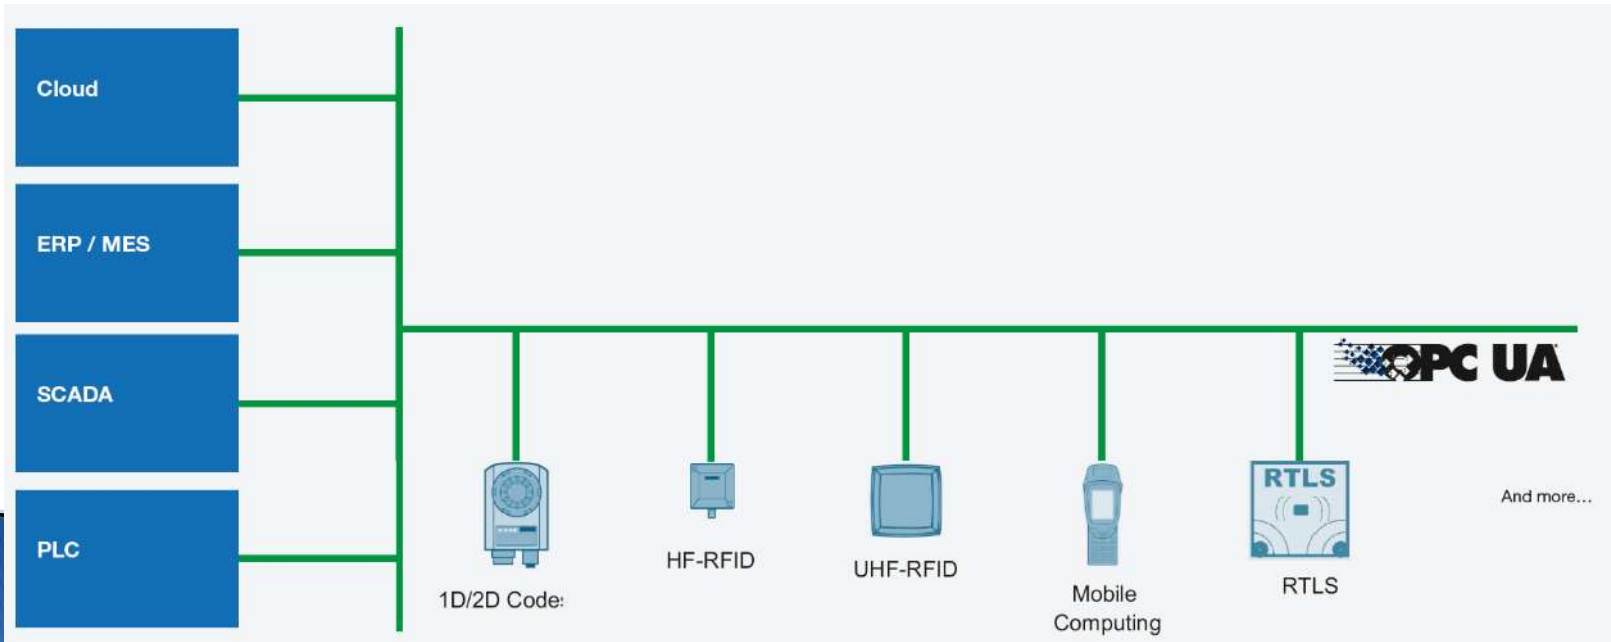 Cloud
ERP / MES
SCADA
PLC
OPC UA
RTLS
And more...
1D/2D Codes
HF-RFID
UHF-RFID
Mobile
Computing
RTLS